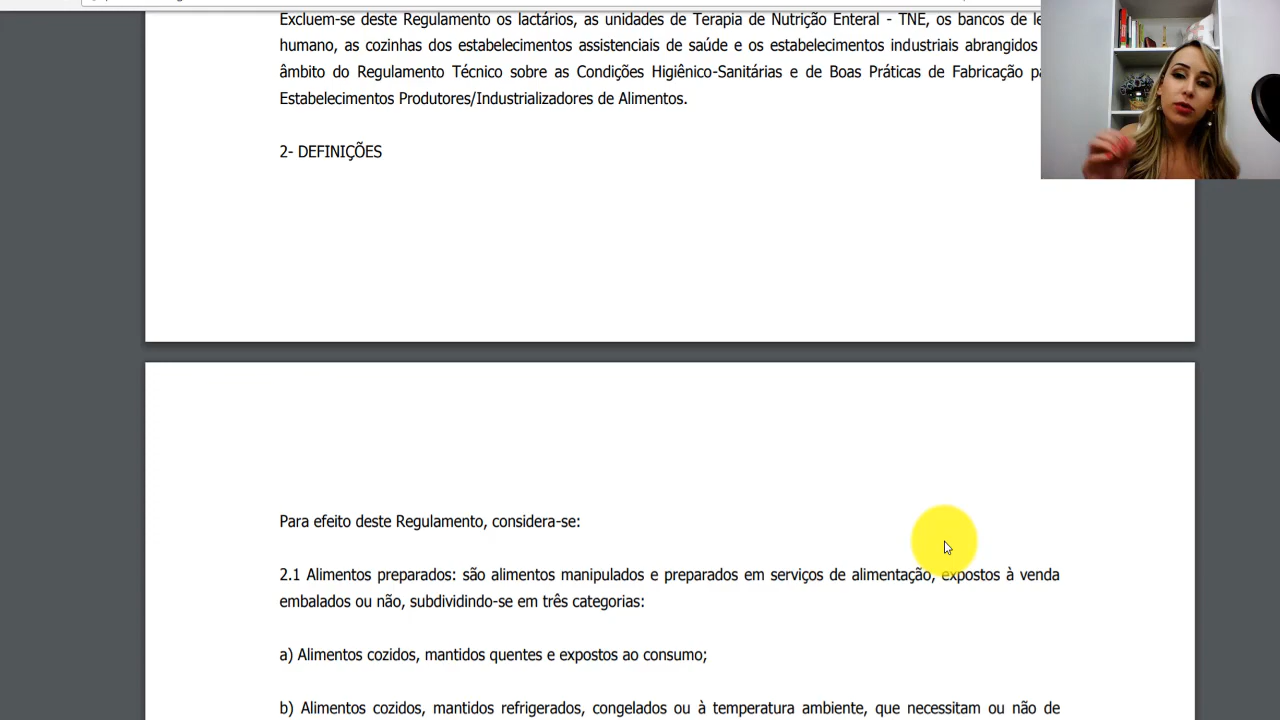 Excluem-se deste Regulamento os lactários, as unidades de Terapia de Nutrição Enteral - TNE, os bancos de
humano, as cozinhas dos estabelecimentos assistenciais de saúde e os estabelecimentos industriais abrangidos
âmbito do Regulamento Técnico sobre as Condições Higiênico-Sanitárias e de Boas Práticas de Fabricação
Estabelecimentos Produtores/Industrializadores de Alimentos.
2- DEFINIÇÕES
Para efeito deste Regulamento, considera-se:
2.1 Alimentos preparados: são alimentos manipulados e preparados em serviços de alimentação, expostos à venda
embalados ou não, subdividindo-se em três categorias:
a) Alimentos cozidos, mantidos quentes e expostos ao consumo;
b) Alimentos cozidos, mantidos refrigerados, congelados ou à temperatura ambiente, que necessitam ou não de